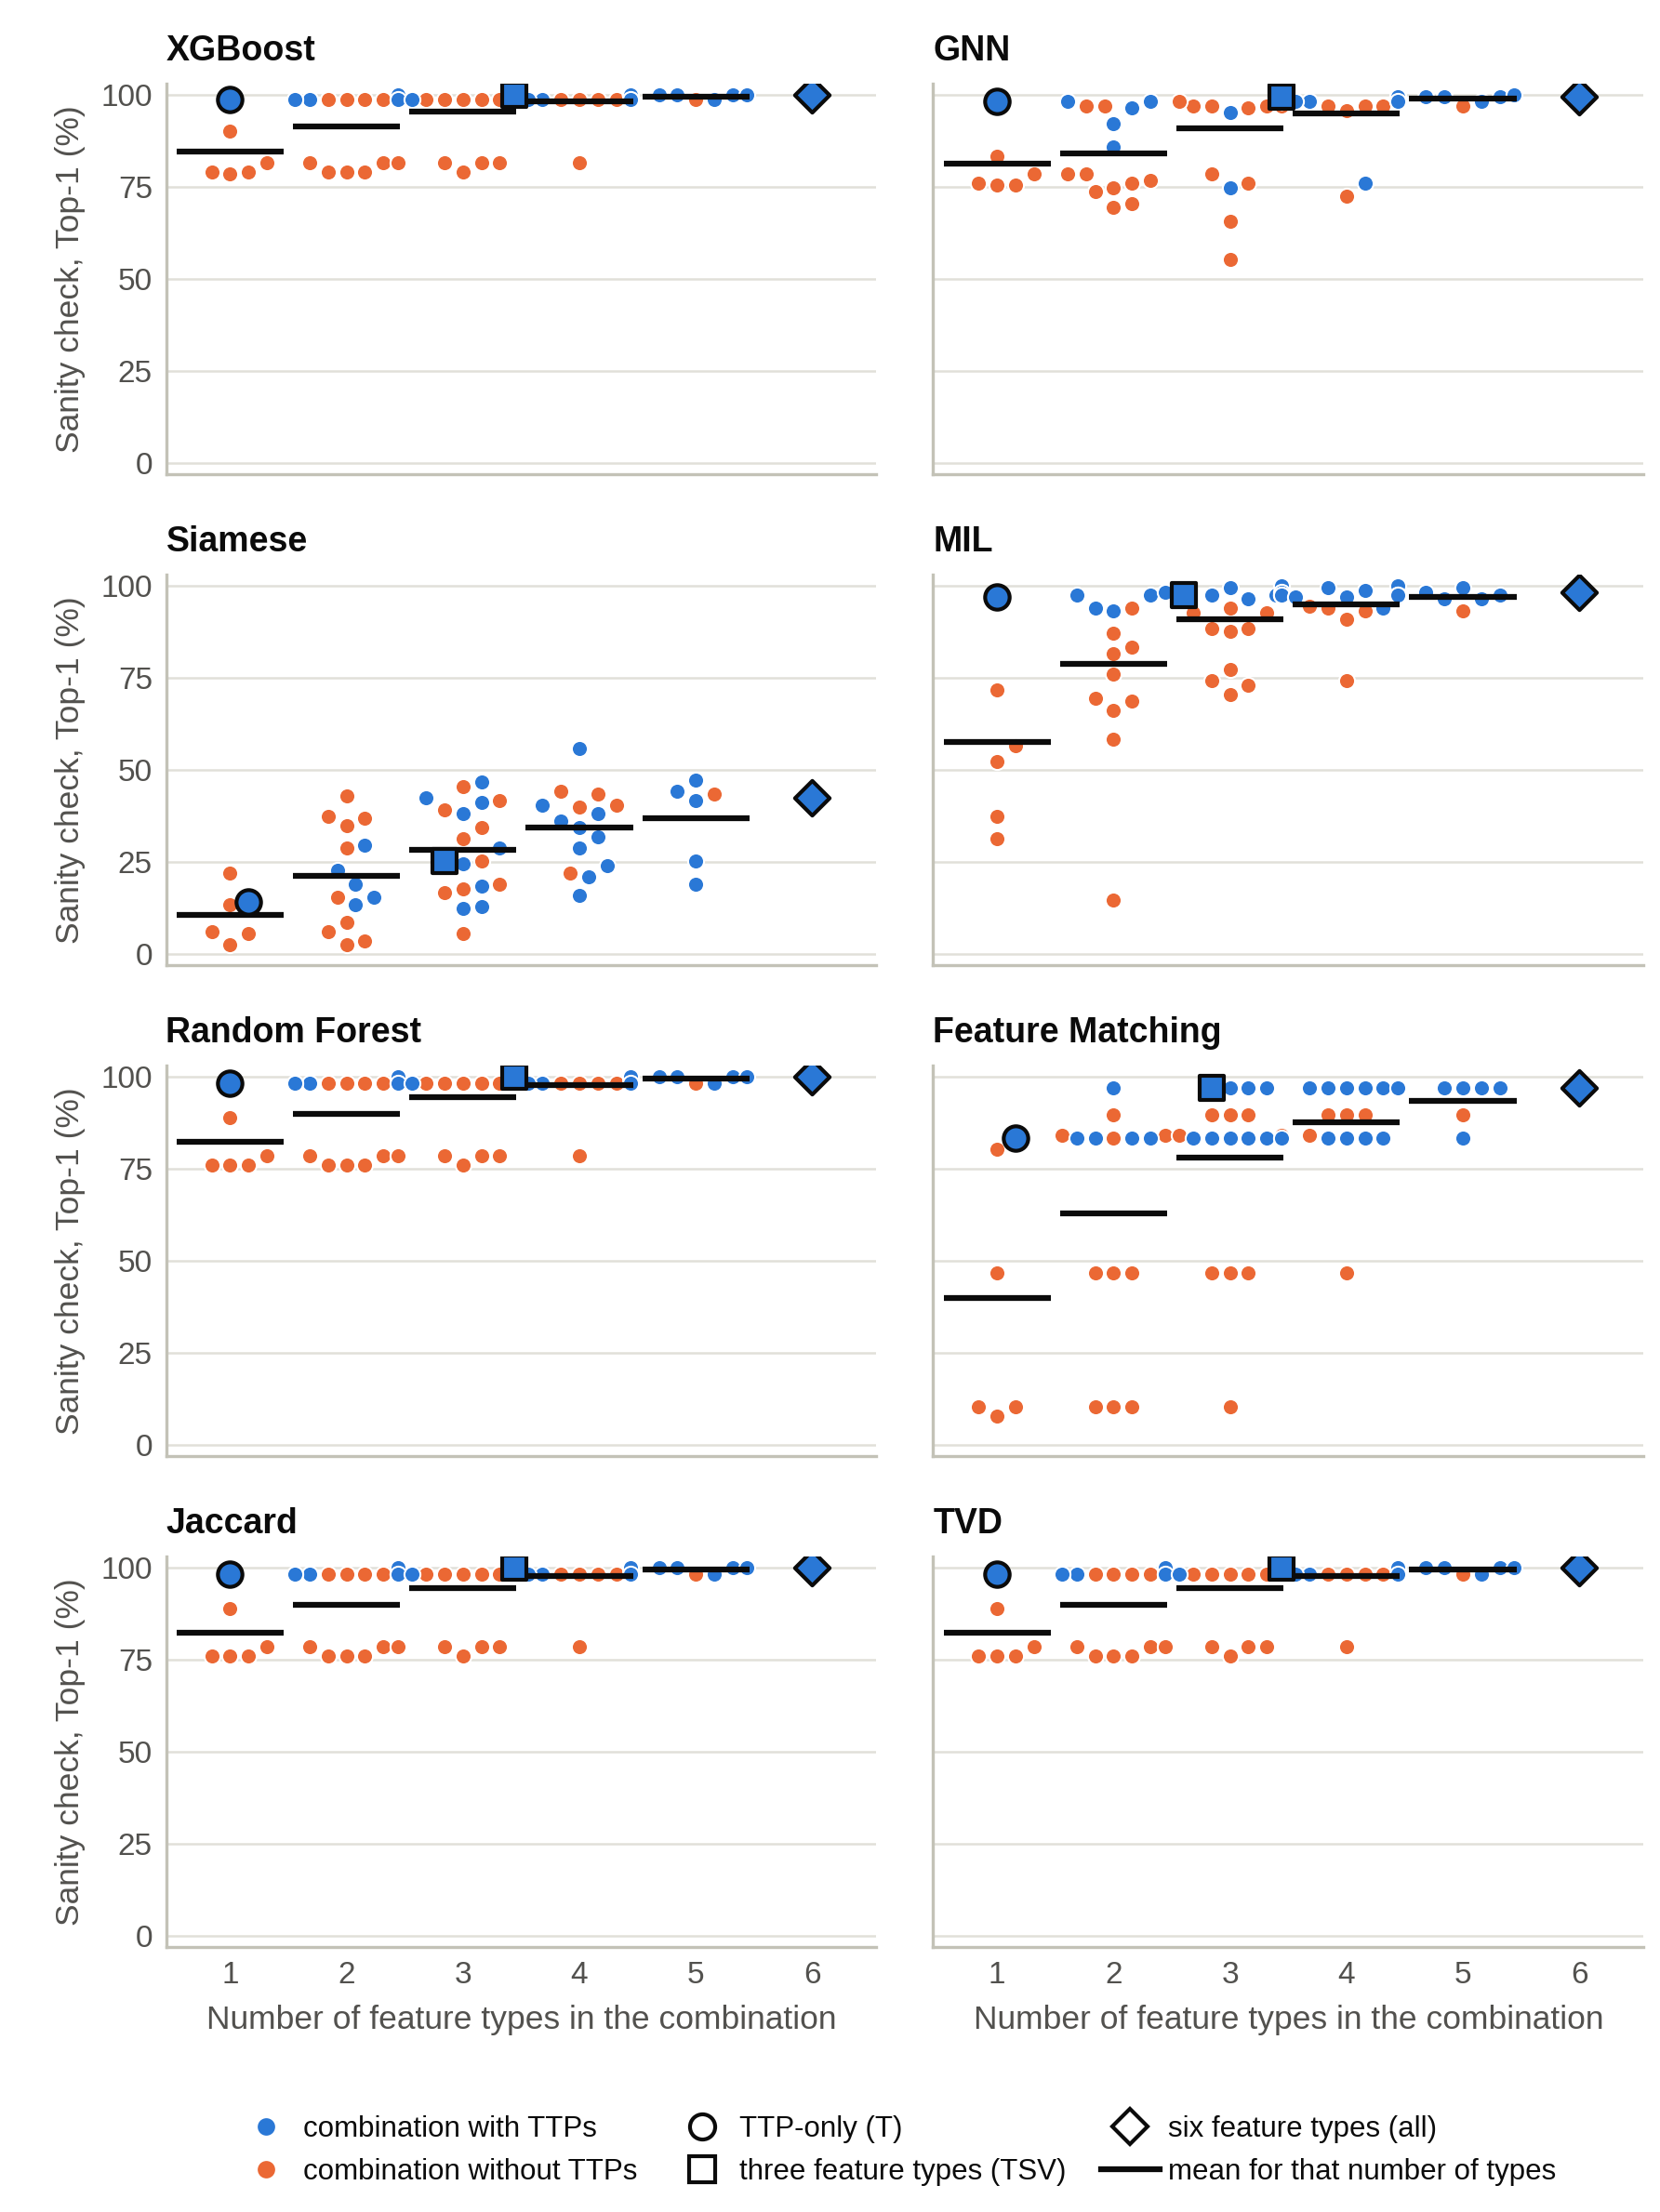 XGBoost
GNN
Sanity check, Top-1 (%)
100
75
50
25
0
Siamese
MIL
Sanity check, Top-1 (%)
100
75
50
25
0
Random Forest
Feature Matching
Sanity check, Top-1 (%)
100
75
50
25
0
Jaccard
TVD
Sanity check, Top-1 (%)
100
75
50
25
0
1 2 3 4 5 6
1 2 3 4 5 6
Number of feature types in the combination
Number of feature types in the combination
combination with TTPs
TTP-only (T)
six feature types (all)
combination without TTPs
three feature types (TSV)
mean for that number of types